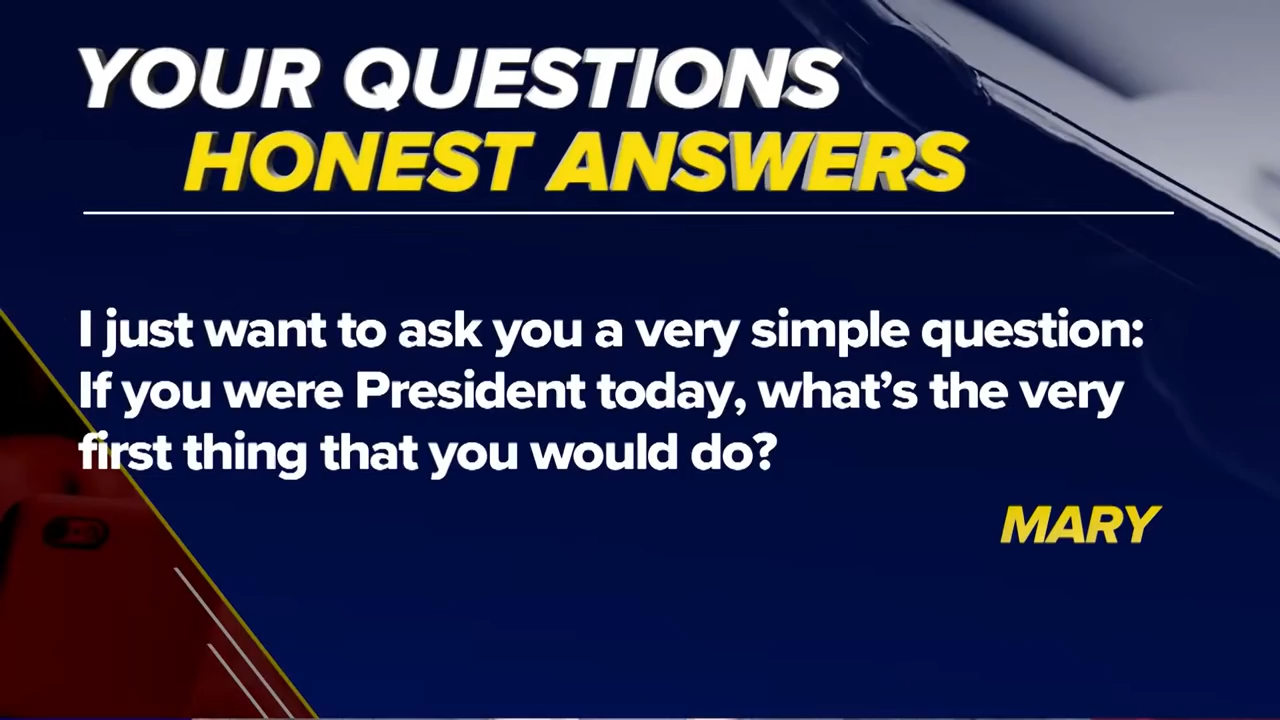 YOUR QUESTIONS
HONEST ANSWERS
I just want to ask you a very simple question:
If you were President today, what’s the very
first thing that you would do?
MARY